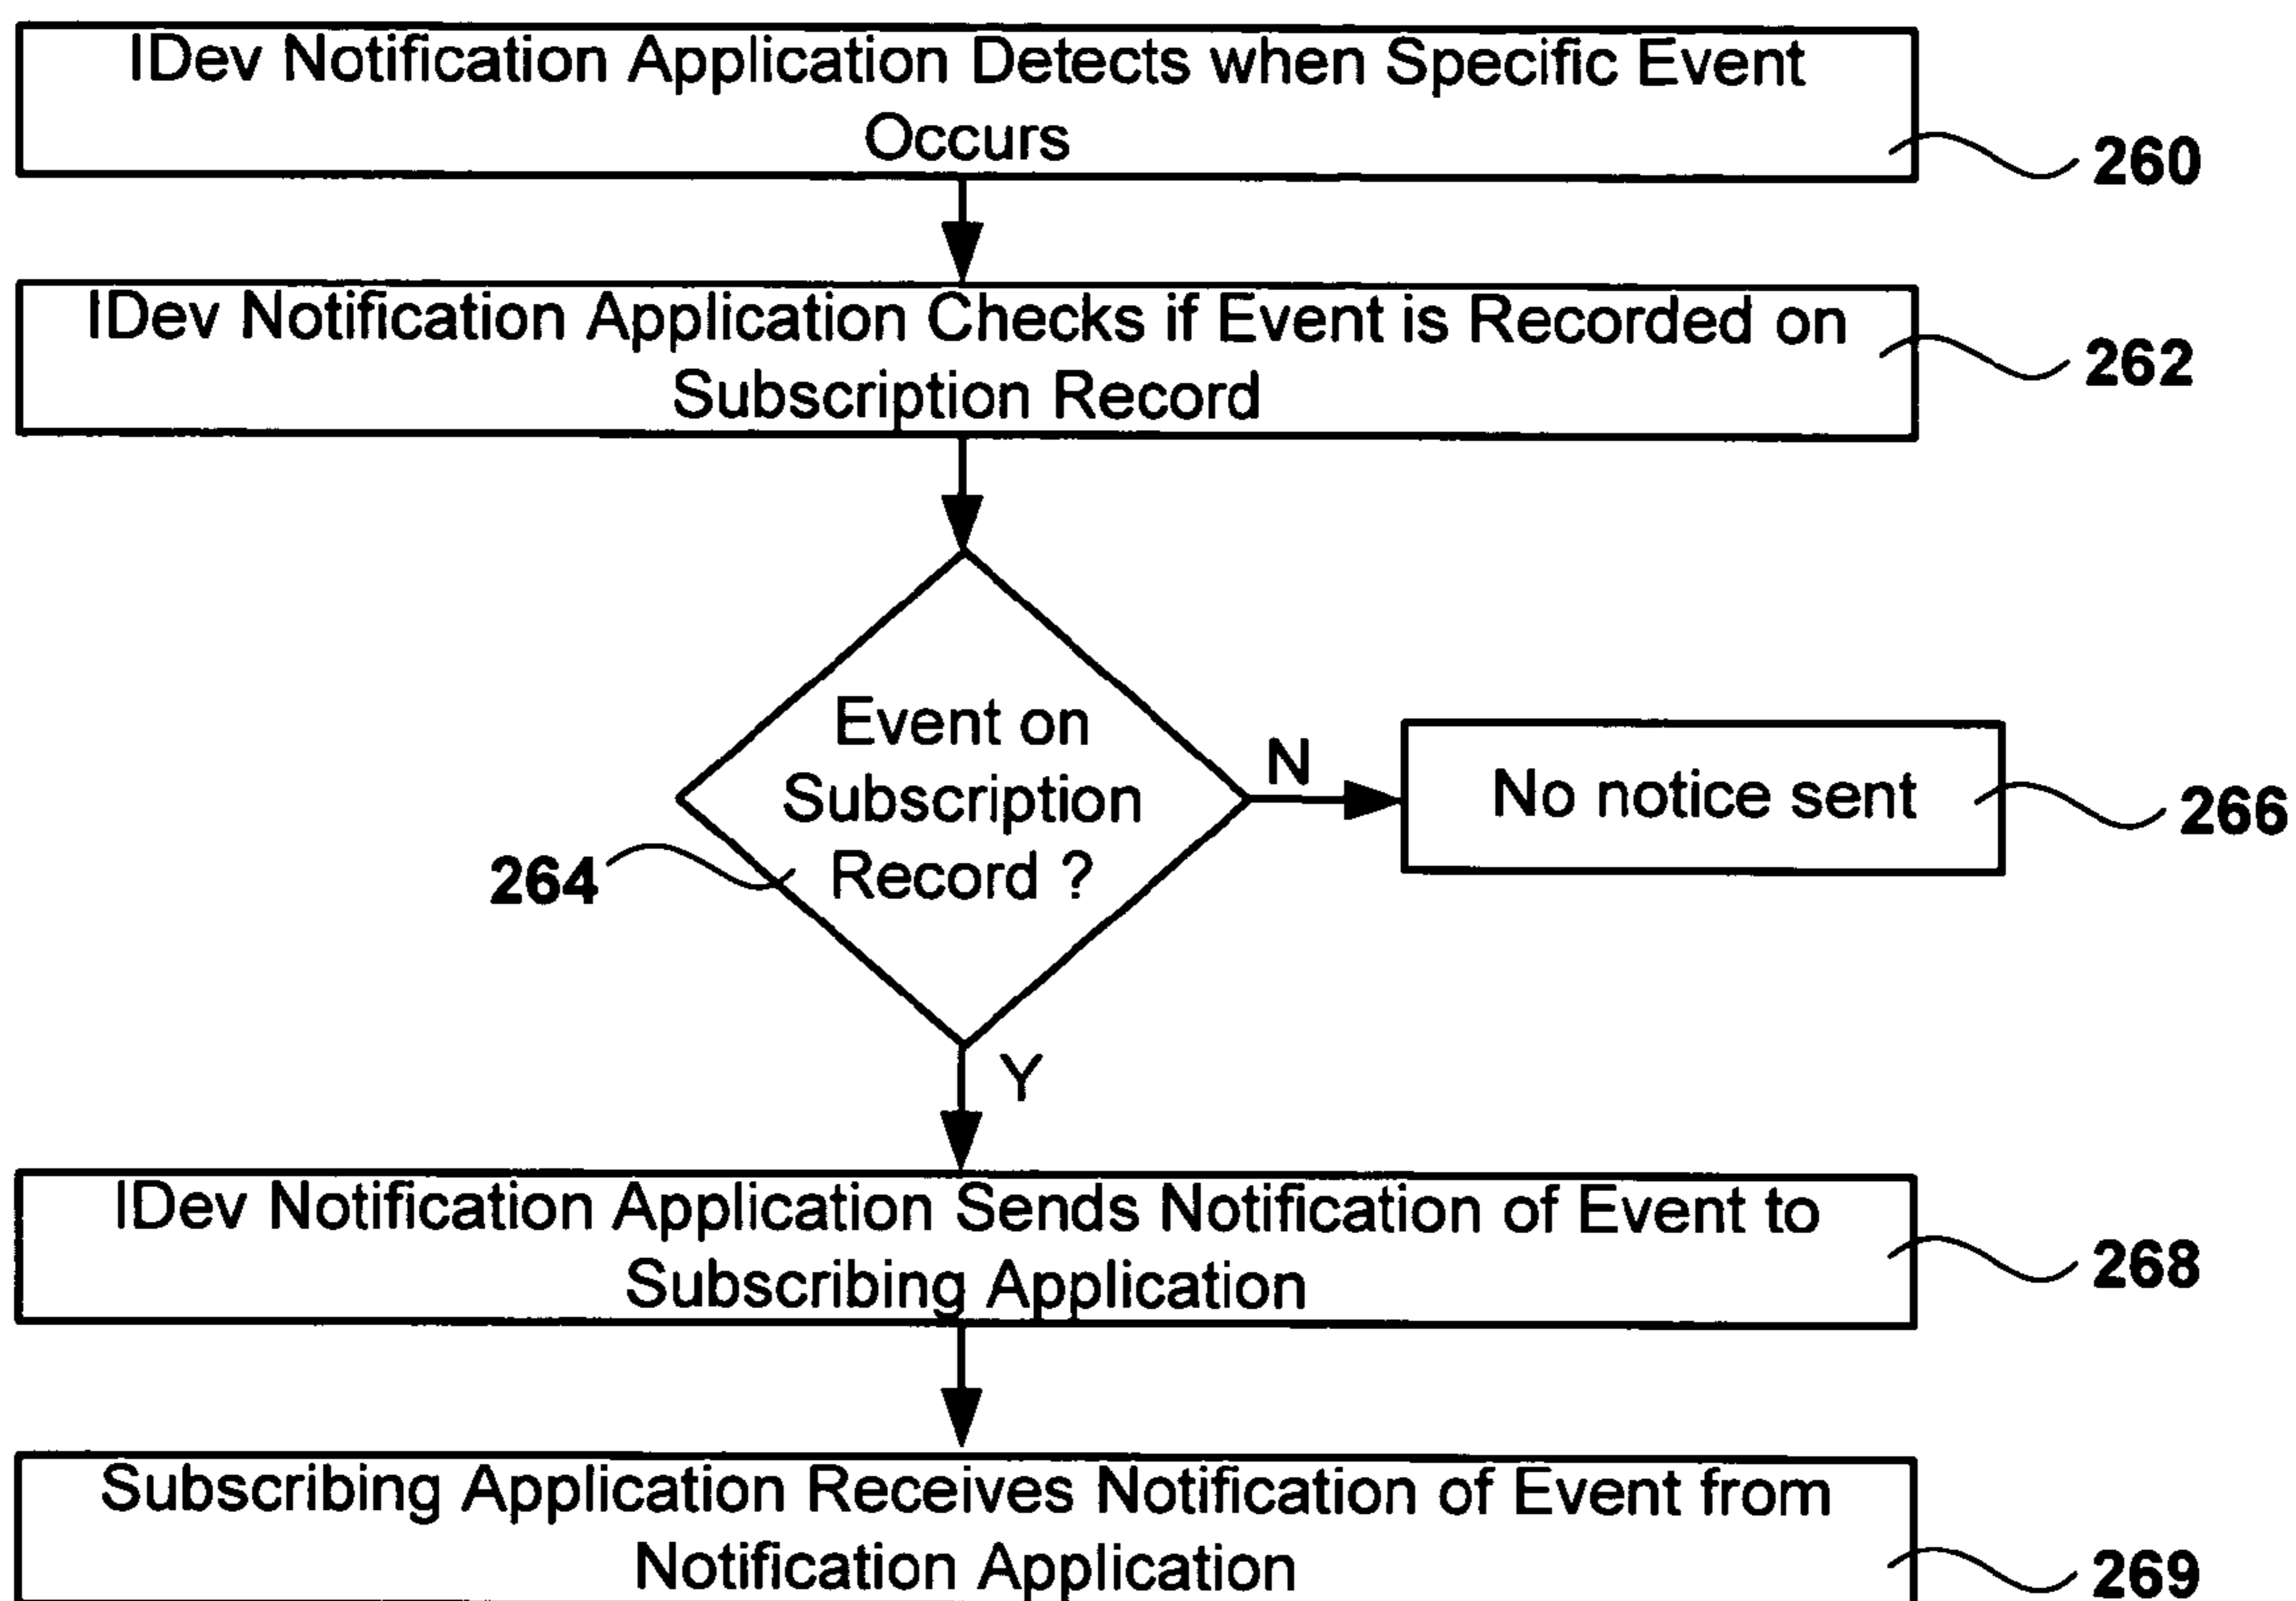 IDev Notification Application Detects when Specific Event
Occurs
260
IDev Notification Application Checks if Event is Recorded on
Subscription Record
262
Event on
Subscription
Record ?
264
N
No notice sent
266
Y
IDev Notification Application Sends Notification of Event to
Subscribing Application
268
Subscribing Application Receives Notification of Event from
Notification Application
269